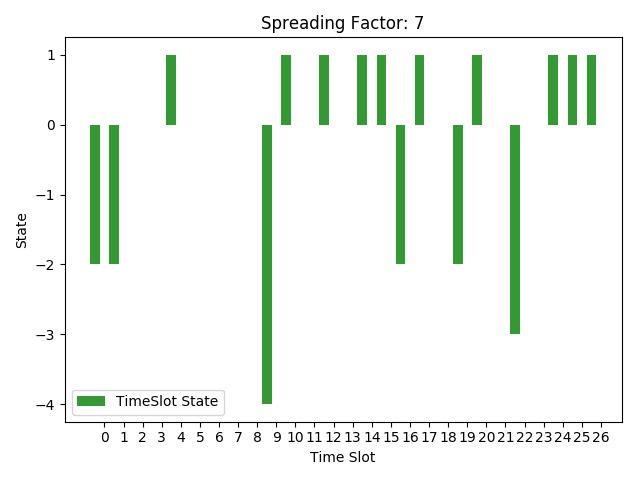 Spreading Factor: 7
State
1
0
−1
−2
−3
−4
TimeSlot State
0 1 2 3 4 5 6 7 8 9 10 11 12 13 14 15 16 17 18 19 20 21 22 23 24 25 26
Time Slot